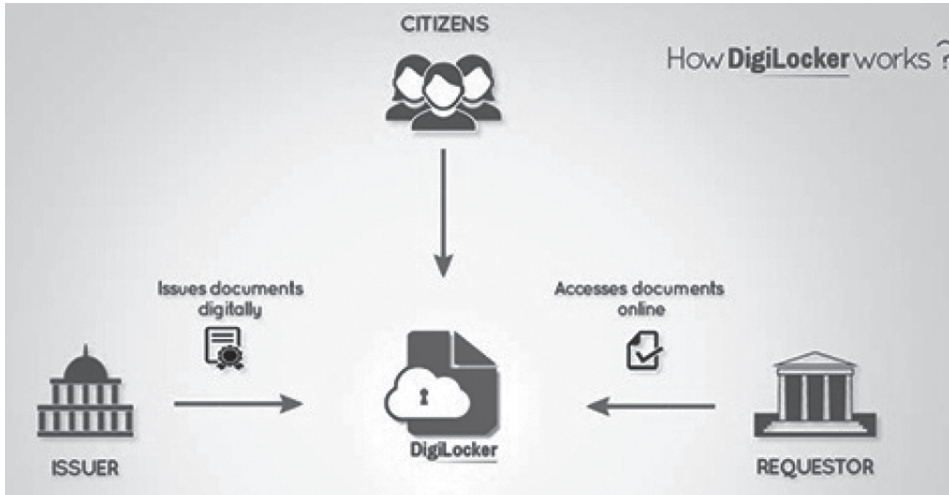 CITIZENS
How DigiLocker works ?
Issues documents
digitally
Accesses documents
online
DigiLocker
ISSUER
REQUESTOR